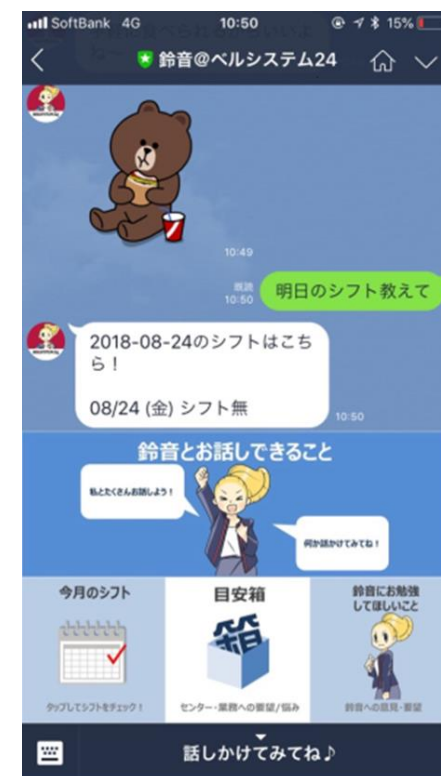 SoftBank 4G 10:50 15%
鈴音@ベルシステム24
10:49
既読
10:50
明日のシフト教えて
2018-08-24のシフトはこち
ら!
08/24 (金) シフト無
10:50
鈴音とお話しできること
私とたくさんお話しよう!
何か話かけてみてね!
今月のシフト
タップしてシフトをチェック!
目安箱
箱
センター・業務への要望/悩み
鈴音にお勉強
してほしいこと
鈴音への意見・要望
話しかけてみてね♪